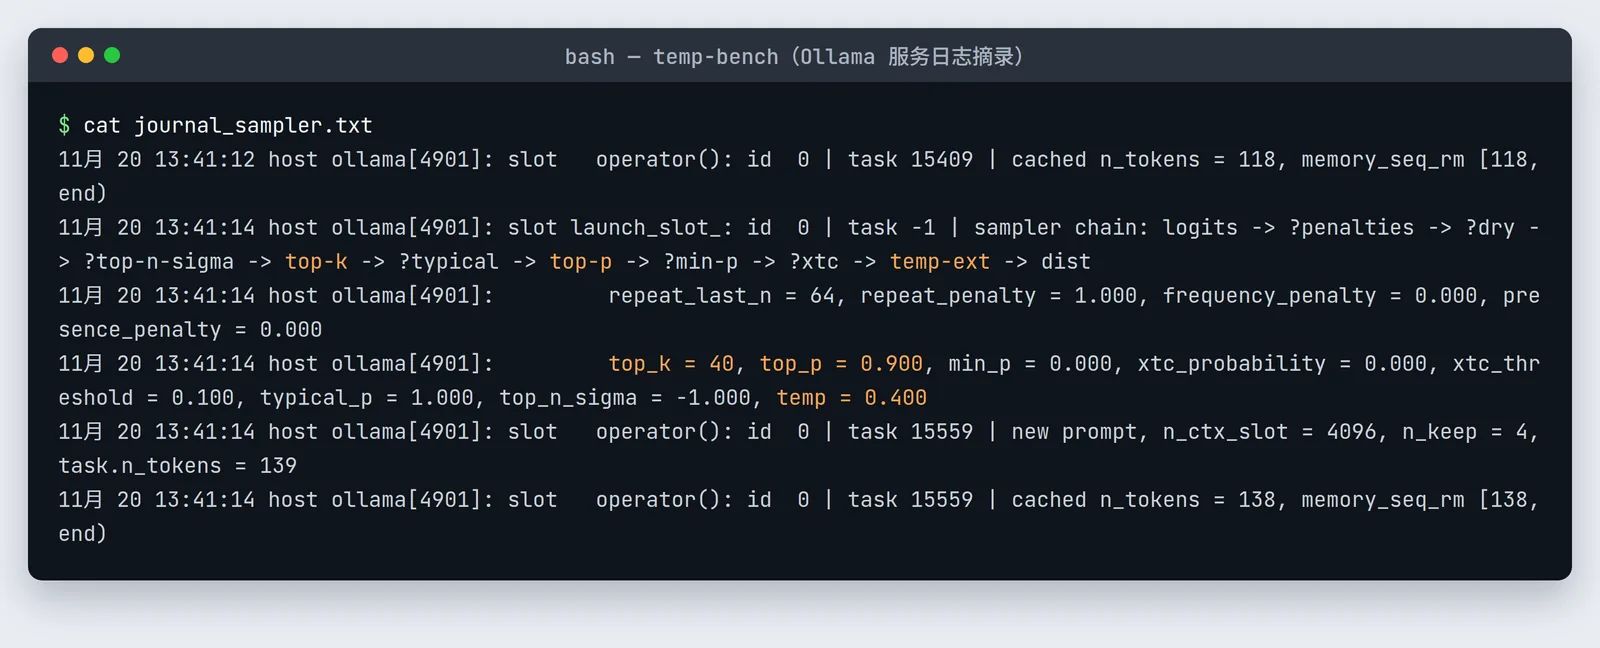 bash — temp-bench（Ollama 服务日志摘录）
$ cat journal_sampler.txt
11月 20 13:41:12 host ollama[4901]: slot   operator(): id  0 | task 15409 | cached n_tokens = 118, memory_seq_rm [118,
end)
11月 20 13:41:14 host ollama[4901]: slot launch_slot_: id  0 | task -1 | sampler chain: logits -> ?penalties -> ?dry -
> ?top-n-sigma -> top-k -> ?typical -> top-p -> ?min-p -> ?xtc -> temp-ext -> dist
11月 20 13:41:14 host ollama[4901]:         repeat_last_n = 64, repeat_penalty = 1.000, frequency_penalty = 0.000, pre
sence_penalty = 0.000
11月 20 13:41:14 host ollama[4901]:         top_k = 40, top_p = 0.900, min_p = 0.000, xtc_probability = 0.000, xtc_thr
eshold = 0.100, typical_p = 1.000, top_n_sigma = -1.000, temp = 0.400
11月 20 13:41:14 host ollama[4901]: slot   operator(): id  0 | task 15559 | new prompt, n_ctx_slot = 4096, n_keep = 4,
task.n_tokens = 139
11月 20 13:41:14 host ollama[4901]: slot   operator(): id  0 | task 15559 | cached n_tokens = 138, memory_seq_rm [138,
end)